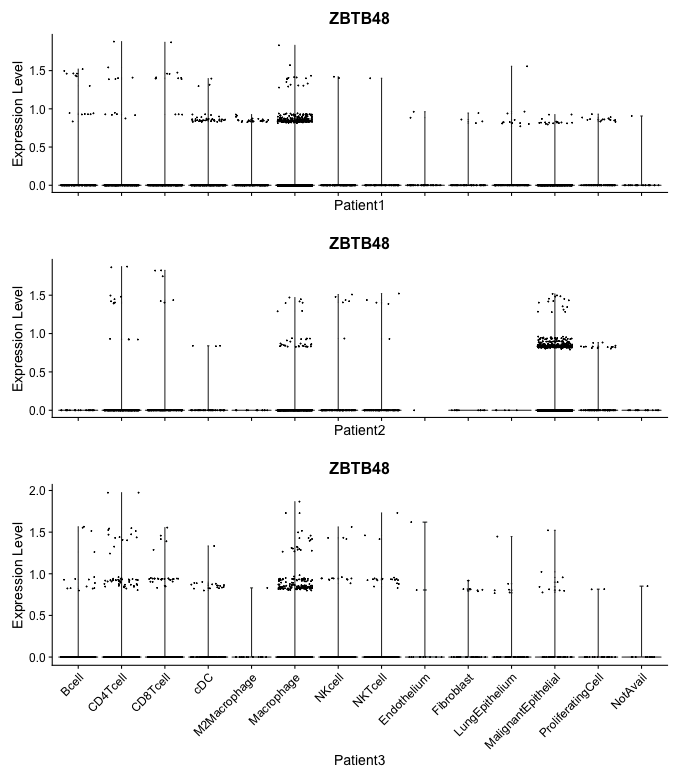 ZBTB48
Expression Level
1.5
1.0
0.5
0.0
Patient1
ZBTB48
Expression Level
1.5
1.0
0.5
0.0
Patient2
ZBTB48
Expression Level
2.0
1.5
1.0
0.5
0.0
Bcell
CD4Tcell
CD8Tcell
cDC
M2Macrophage
Macrophage
NKcell
NKTcell
Endothelium
Fibroblast
LungEpithelium
MalignantEpithelial
ProliferatingCell
NotAvail
Patient3